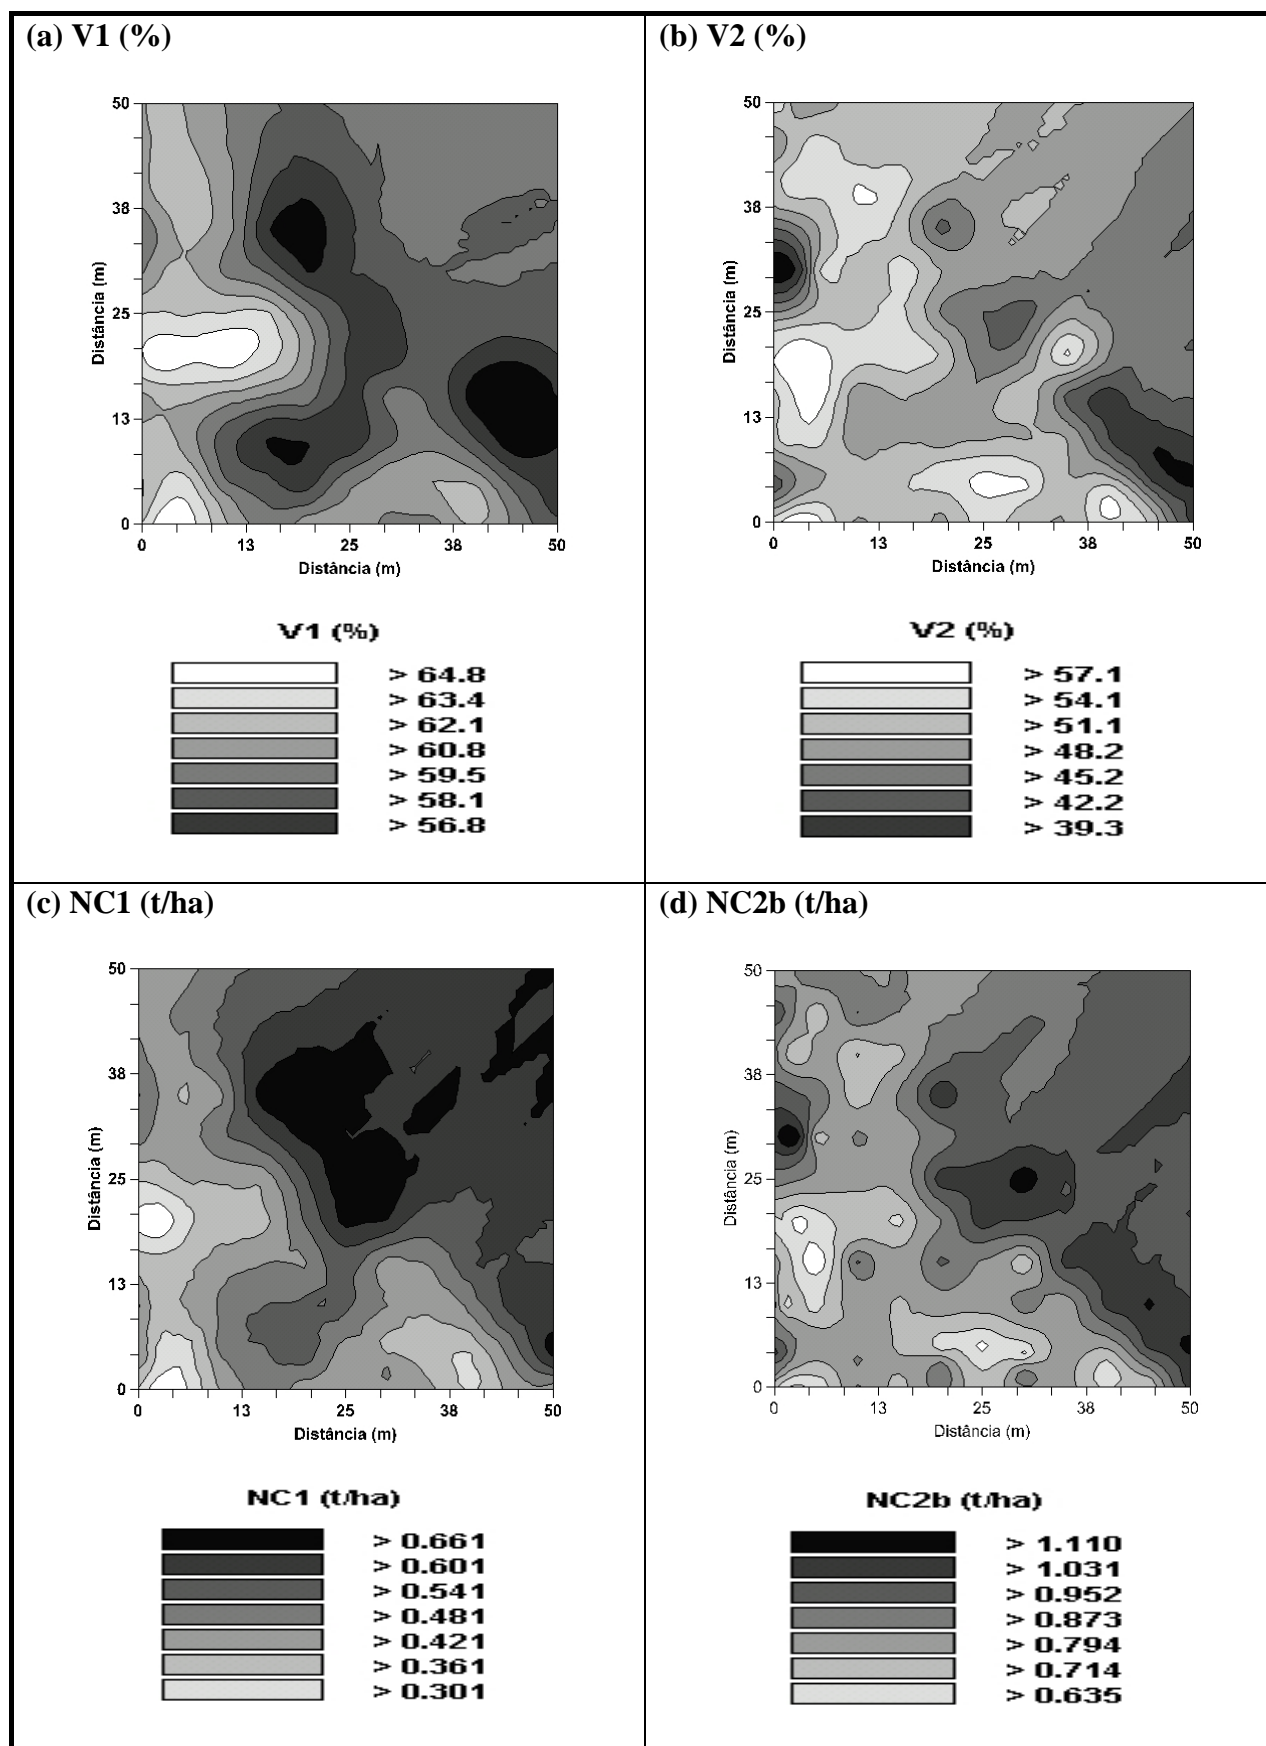 (a) V1 (%)
50
38
25
13
0
Distância (m)
0 13 25 38 50
Distância (m)
V1 (%)
> 64.8
> 63.4
> 62.1
> 60.8
> 59.5
> 58.1
> 56.8
(b) V2 (%)
50
38
25
13
0
Distância (m)
0 13 25 38 50
Distância (m)
V2 (%)
> 57.1
> 54.1
> 51.1
> 48.2
> 45.2
> 42.2
> 39.3
(c) NC1 (t/ha)
50
38
25
13
0
Distância (m)
0 13 25 38 50
Distância (m)
NC1 (t/ha)
> 0.661
> 0.601
> 0.541
> 0.481
> 0.421
> 0.361
> 0.301
(d) NC2b (t/ha)
50
38
25
13
0
Distância (m)
0 13 25 38 50
Distância (m)
NC2b (t/ha)
> 1.110
> 1.031
> 0.952
> 0.873
> 0.794
> 0.714
> 0.635